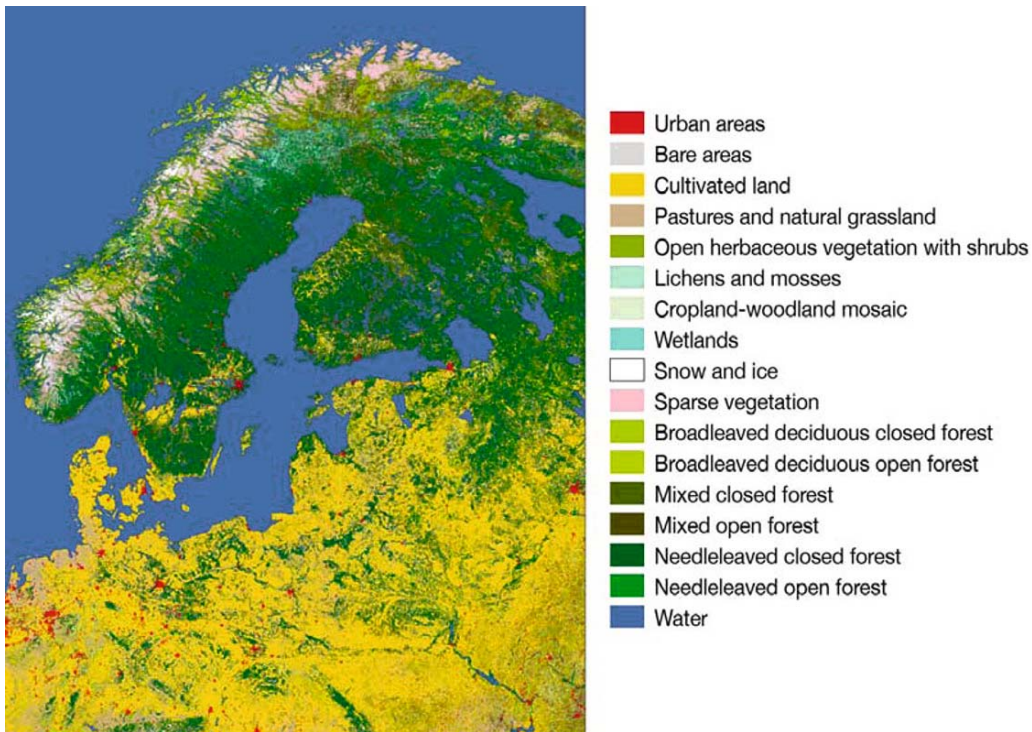 Urban areas
Bare areas
Cultivated land
Pastures and natural grassland
Open herbaceous vegetation with shrubs
Lichens and mosses
Cropland-woodland mosaic
Wetlands
Snow and ice
Sparse vegetation
Broadleaved deciduous closed forest
Broadleaved deciduous open forest
Mixed closed forest
Mixed open forest
Needleleaved closed forest
Needleleaved open forest
Water